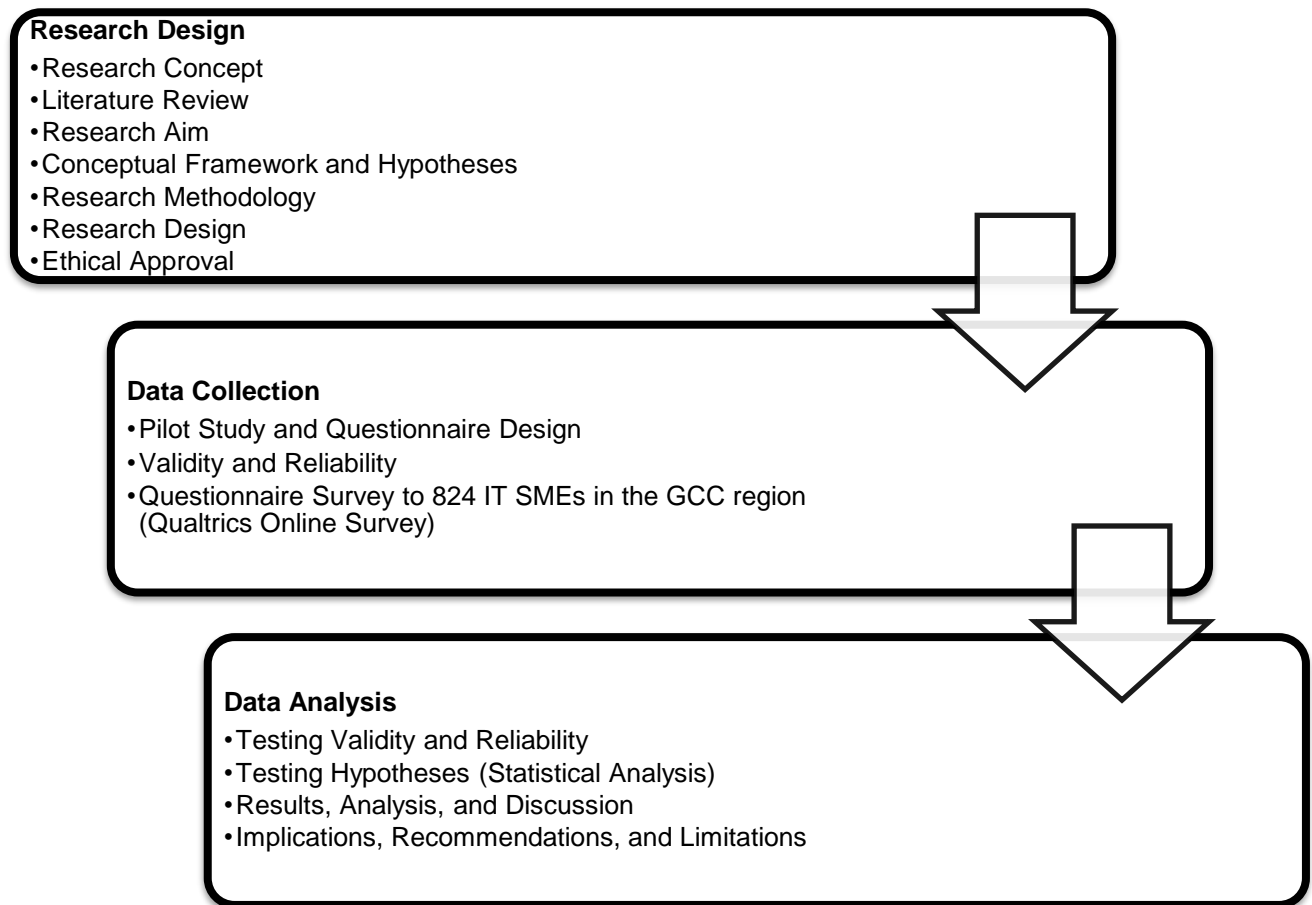 Research Design
•Research Concept
•Literature Review
•Research Aim
•Conceptual Framework and Hypotheses
•Research Methodology
•Research Design
•Ethical Approval
Data Collection
•Pilot Study and Questionnaire Design
•Validity and Reliability
•Questionnaire Survey to 824 IT SMEs in the GCC region
(Qualtrics Online Survey)
Data Analysis
•Testing Validity and Reliability
•Testing Hypotheses (Statistical Analysis)
•Results, Analysis, and Discussion
•Implications, Recommendations, and Limitations